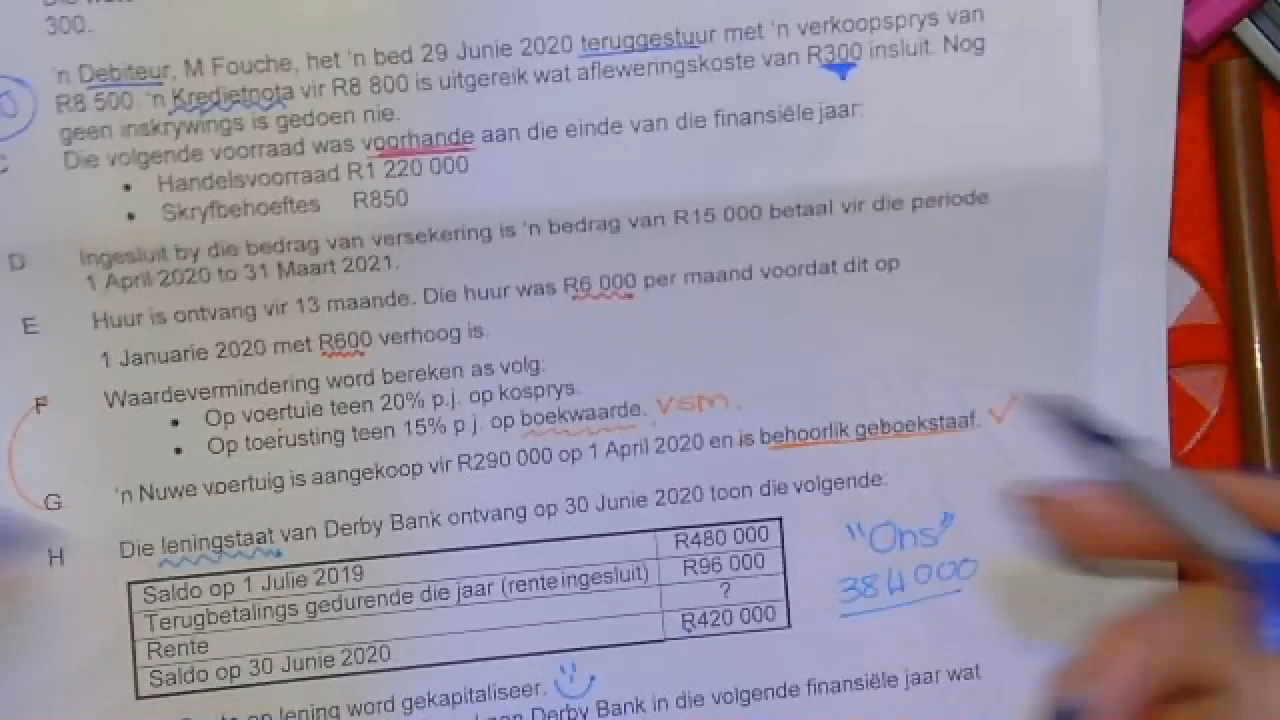 300.
'n Debiteur, M Fouche, het 'n bed 29 Junie 2020 teruggestuur met 'n verkoopsprys van
R8 500. 'n Kredietnota vir R8 800 is uitgereik wat afleweringskoste van R300 insluit. Nog
geen inskrywings is gedoen nie.
C Die volgende voorraad was voorhande aan die einde van die finansiële jaar:
• Handelsvoorraad R1 220 000
• Skryfbehoeftes R850
D Ingesluit by die bedrag van versekering is 'n bedrag van R15 000 betaal vir die periode
1 April 2020 to 31 Maart 2021.
E Huur is ontvang vir 13 maande. Die huur was R6 000 per maand voordat dit op
1 Januarie 2020 met R600 verhoog is.
F Waardevermindering word bereken as volg:
• Op voertuie teen 20% p.j. op kosprys.
• Op toerusting teen 15% p j. op boekwaarde. VSM.
G 'n Nuwe voertuig is aangekoop vir R290 000 op 1 April 2020 en is behoorlik geboekstaaf.
H Die leningstaat van Derby Bank ontvang op 30 Junie 2020 toon die volgende:
Saldo op 1 Julie 2019 R480 000
Terugbetalings gedurende die jaar (rente ingesluit) R96 000
Rente ?
Saldo op 30 Junie 2020 R420 000
"Ons"
384 000
op lening word gekapitaliseer.
Derby Bank in die volgende finansiële jaar wat